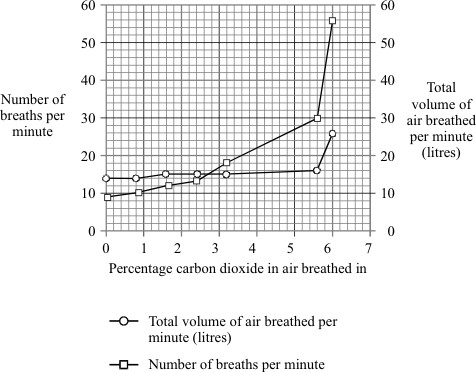 60
50
40
30
20
10
0
60
50
40
30
20
10
0
Number of
breaths per
minute
Total
volume of
air breathed
per minute
(litres)
0 1 2 3 4 5 6 7
Percentage carbon dioxide in air breathed in
Total volume of air breathed per
minute (litres)
Number of breaths per minute